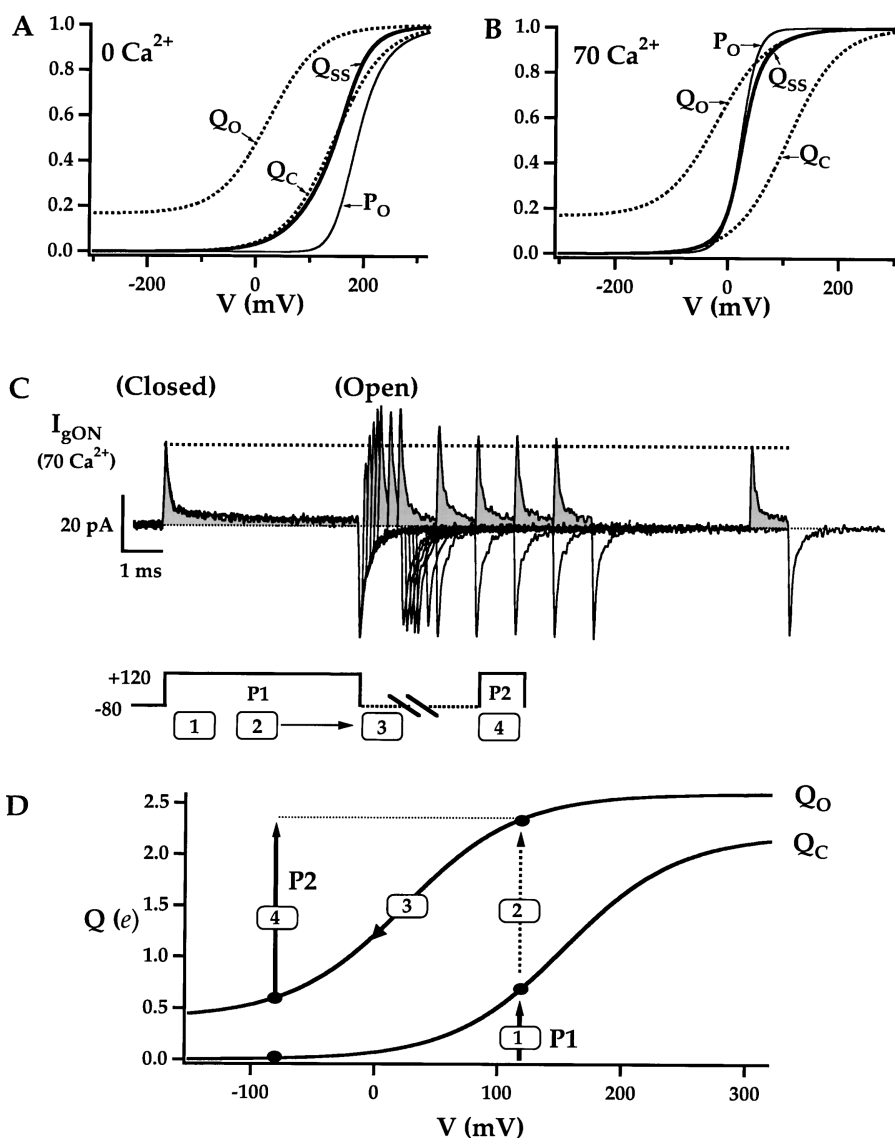 A
0 Ca2+
1.0
0.8
0.6
0.4
0.2
0.0
QO
QSS
QC
PO
-200
0
200
V (mV)
B
70 Ca2+
1.0
0.8
0.6
0.4
0.2
0.0
PO
QSS
QO
QC
-200
0
200
V (mV)
C
(Closed)
(Open)
IgON
(70 Ca2+)
20 pA
1 ms
+120
-80
P1
P2
1
2
3
4
D
2.5
2.0
1.5
1.0
0.5
0.0
Q (e)
QO
QC
P2
4
3
2
1
P1
-100
0
100
200
300
V (mV)